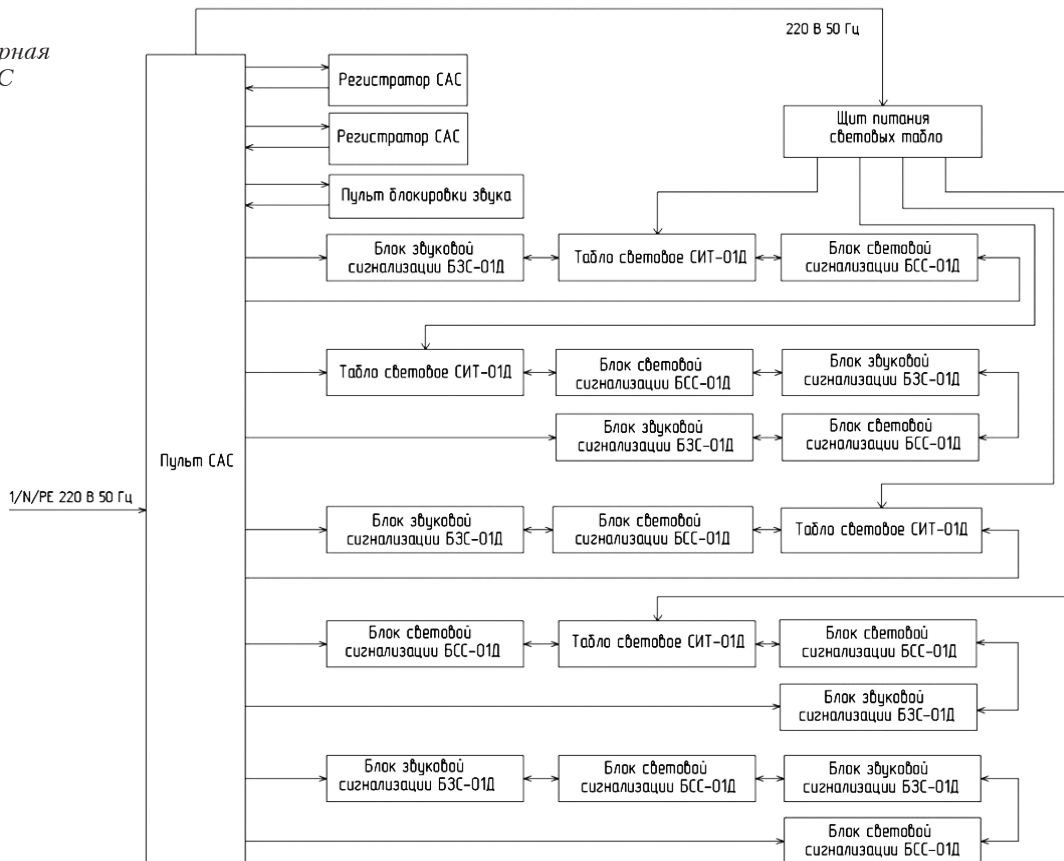 рная
С
220 В 50 Гц
Регистратор САС
Щит питания
световых табло
Регистратор САС
Пульт блокировки звука
Блок звуковой
сигнализации БЗС-01Д
Табло световое СИТ-01Д
Блок световой
сигнализации БСС-01Д
Табло световое СИТ-01Д
Блок световой
сигнализации БСС-01Д
Блок звуковой
сигнализации БЗС-01Д
Блок звуковой
сигнализации БЗС-01Д
Блок световой
сигнализации БСС-01Д
Пульт САС
1/N/PE 220 В 50 Гц
Блок звуковой
сигнализации БЗС-01Д
Блок световой
сигнализации БСС-01Д
Табло световое СИТ-01Д
Блок световой
сигнализации БСС-01Д
Табло световое СИТ-01Д
Блок световой
сигнализации БСС-01Д
Блок звуковой
сигнализации БЗС-01Д
Блок звуковой
сигнализации БЗС-01Д
Блок световой
сигнализации БСС-01Д
Блок звуковой
сигнализации БЗС-01Д
Блок световой
сигнализации БСС-01Д